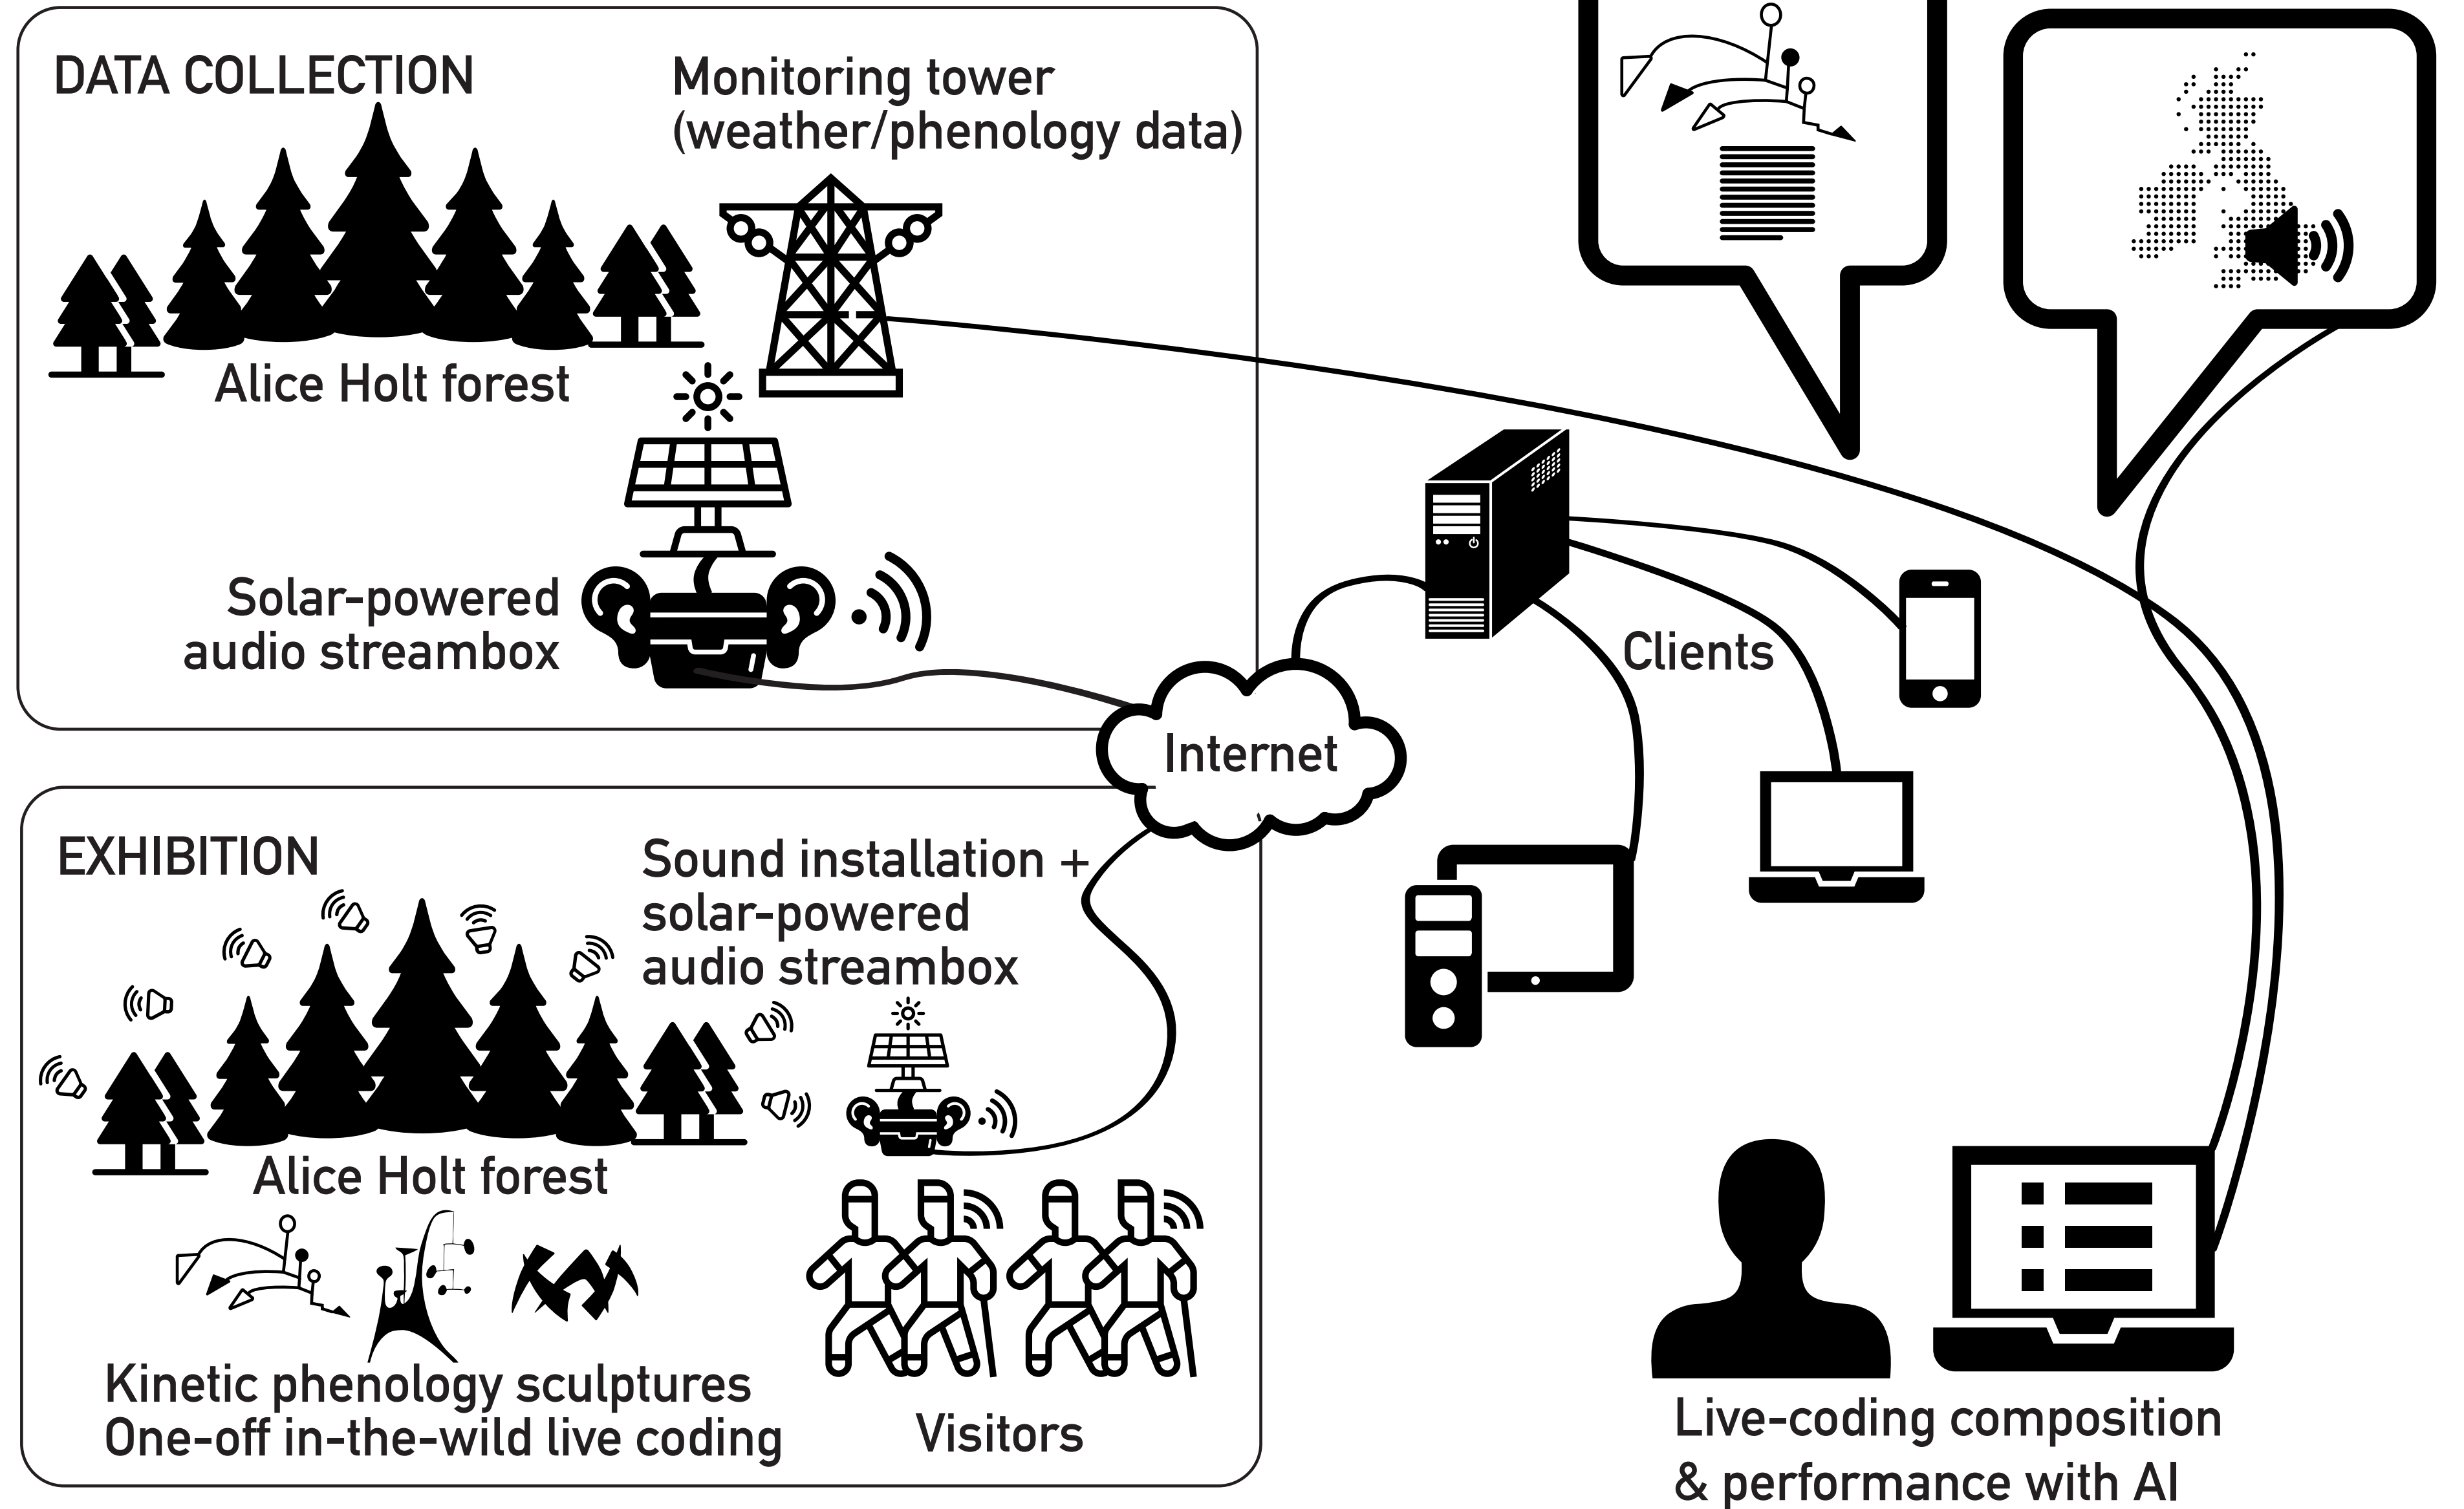 DATA COLLECTION
Monitoring tower
(weather/phenology data)
Alice Holt forest
Solar-powered
audio streambox
Internet
Clients
EXHIBITION
Sound installation +
solar-powered
audio streambox
Alice Holt forest
Kinetic phenology sculptures
One-off in-the-wild live coding
Visitors
Live-coding composition
& performance with AI